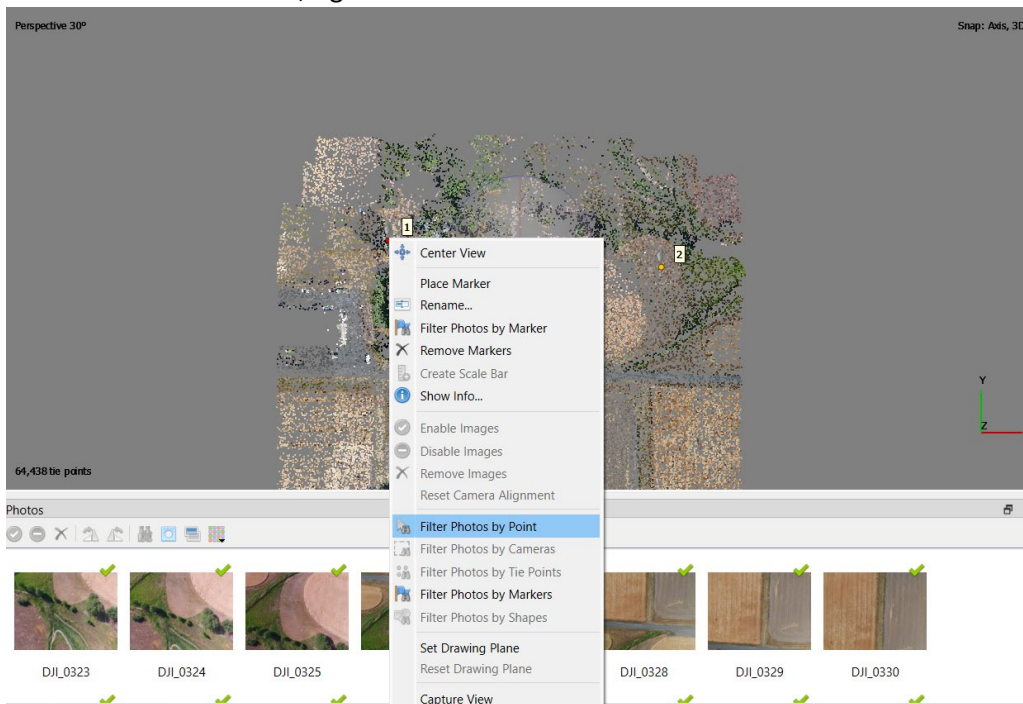 Perspective 30°
Snap: Axis, 3D
1
2
Center View
Place Marker
Rename...
Filter Photos by Marker
Remove Markers
Create Scale Bar
Show Info...
Enable Images
Disable Images
Remove Images
Reset Camera Alignment
Y
Z
64,438 tie points
Photos
Filter Photos by Point
Filter Photos by Cameras
Filter Photos by Tie Points
Filter Photos by Markers
Filter Photos by Shapes
Set Drawing Plane
Reset Drawing Plane
Capture View
DJI_0323
DJI_0324
DJI_0325
DJI_0328
DJI_0329
DJI_0330